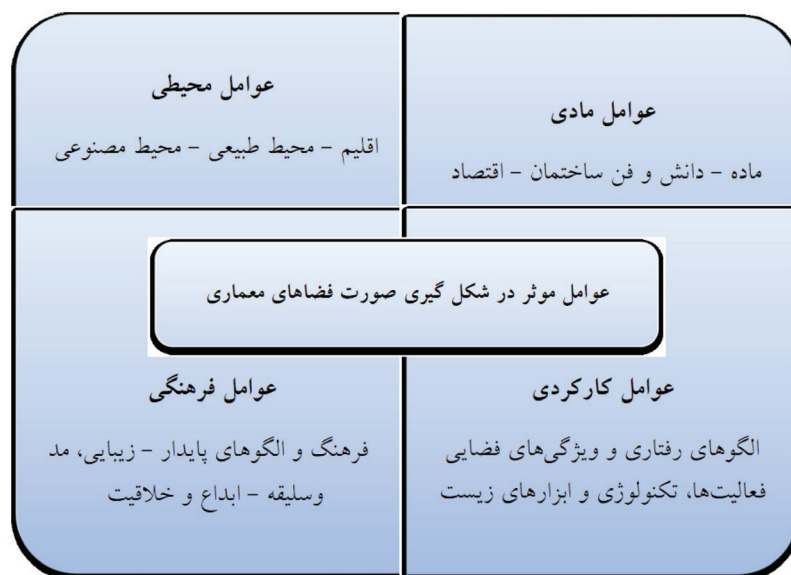 عوامل مادی
ماده – دانش و فن ساختمان – اقتصاد
عوامل محیطی
اقلیم – محیط طبیعی – محیط مصنوعی
عوامل موثر در شکل گیری صورت فضاهای معماری
عوامل کارکردی
الگوهای رفتاری و ویژگی‌های فضایی
فعالیت‌ها، تکنولوژی و ابزارهای زیست
عوامل فرهنگی
فرهنگ و الگوهای پایدار – زیبایی، مد
وسلیقه – ابداع و خلاقیت